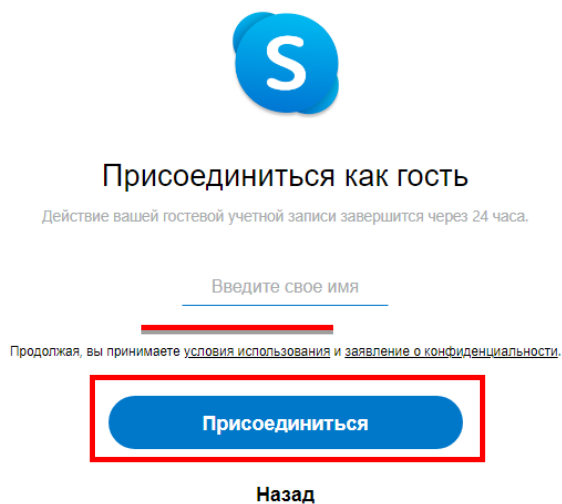 S
Присоединиться как гость
Действие вашей гостевой учетной записи завершится через 24 часа.
Введите свое имя
Продолжая, вы принимаете условия использования и заявление о конфиденциальности.
Присоединиться
Назад